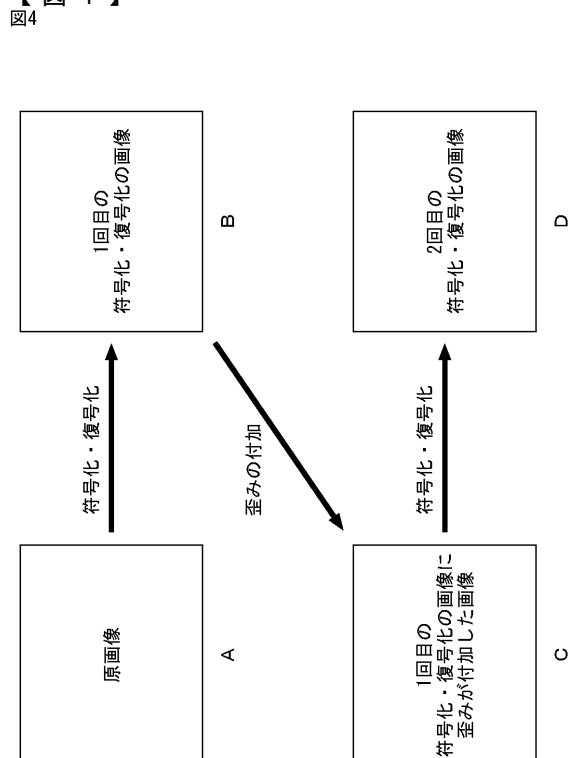 図4
原画像
A
符号化・復号化
1回目の
符号化・復号化の画像
B
歪みの付加
1回目の
符号化・復号化の画像に
歪みが付加した画像
C
符号化・復号化
2回目の
符号化・復号化の画像
D